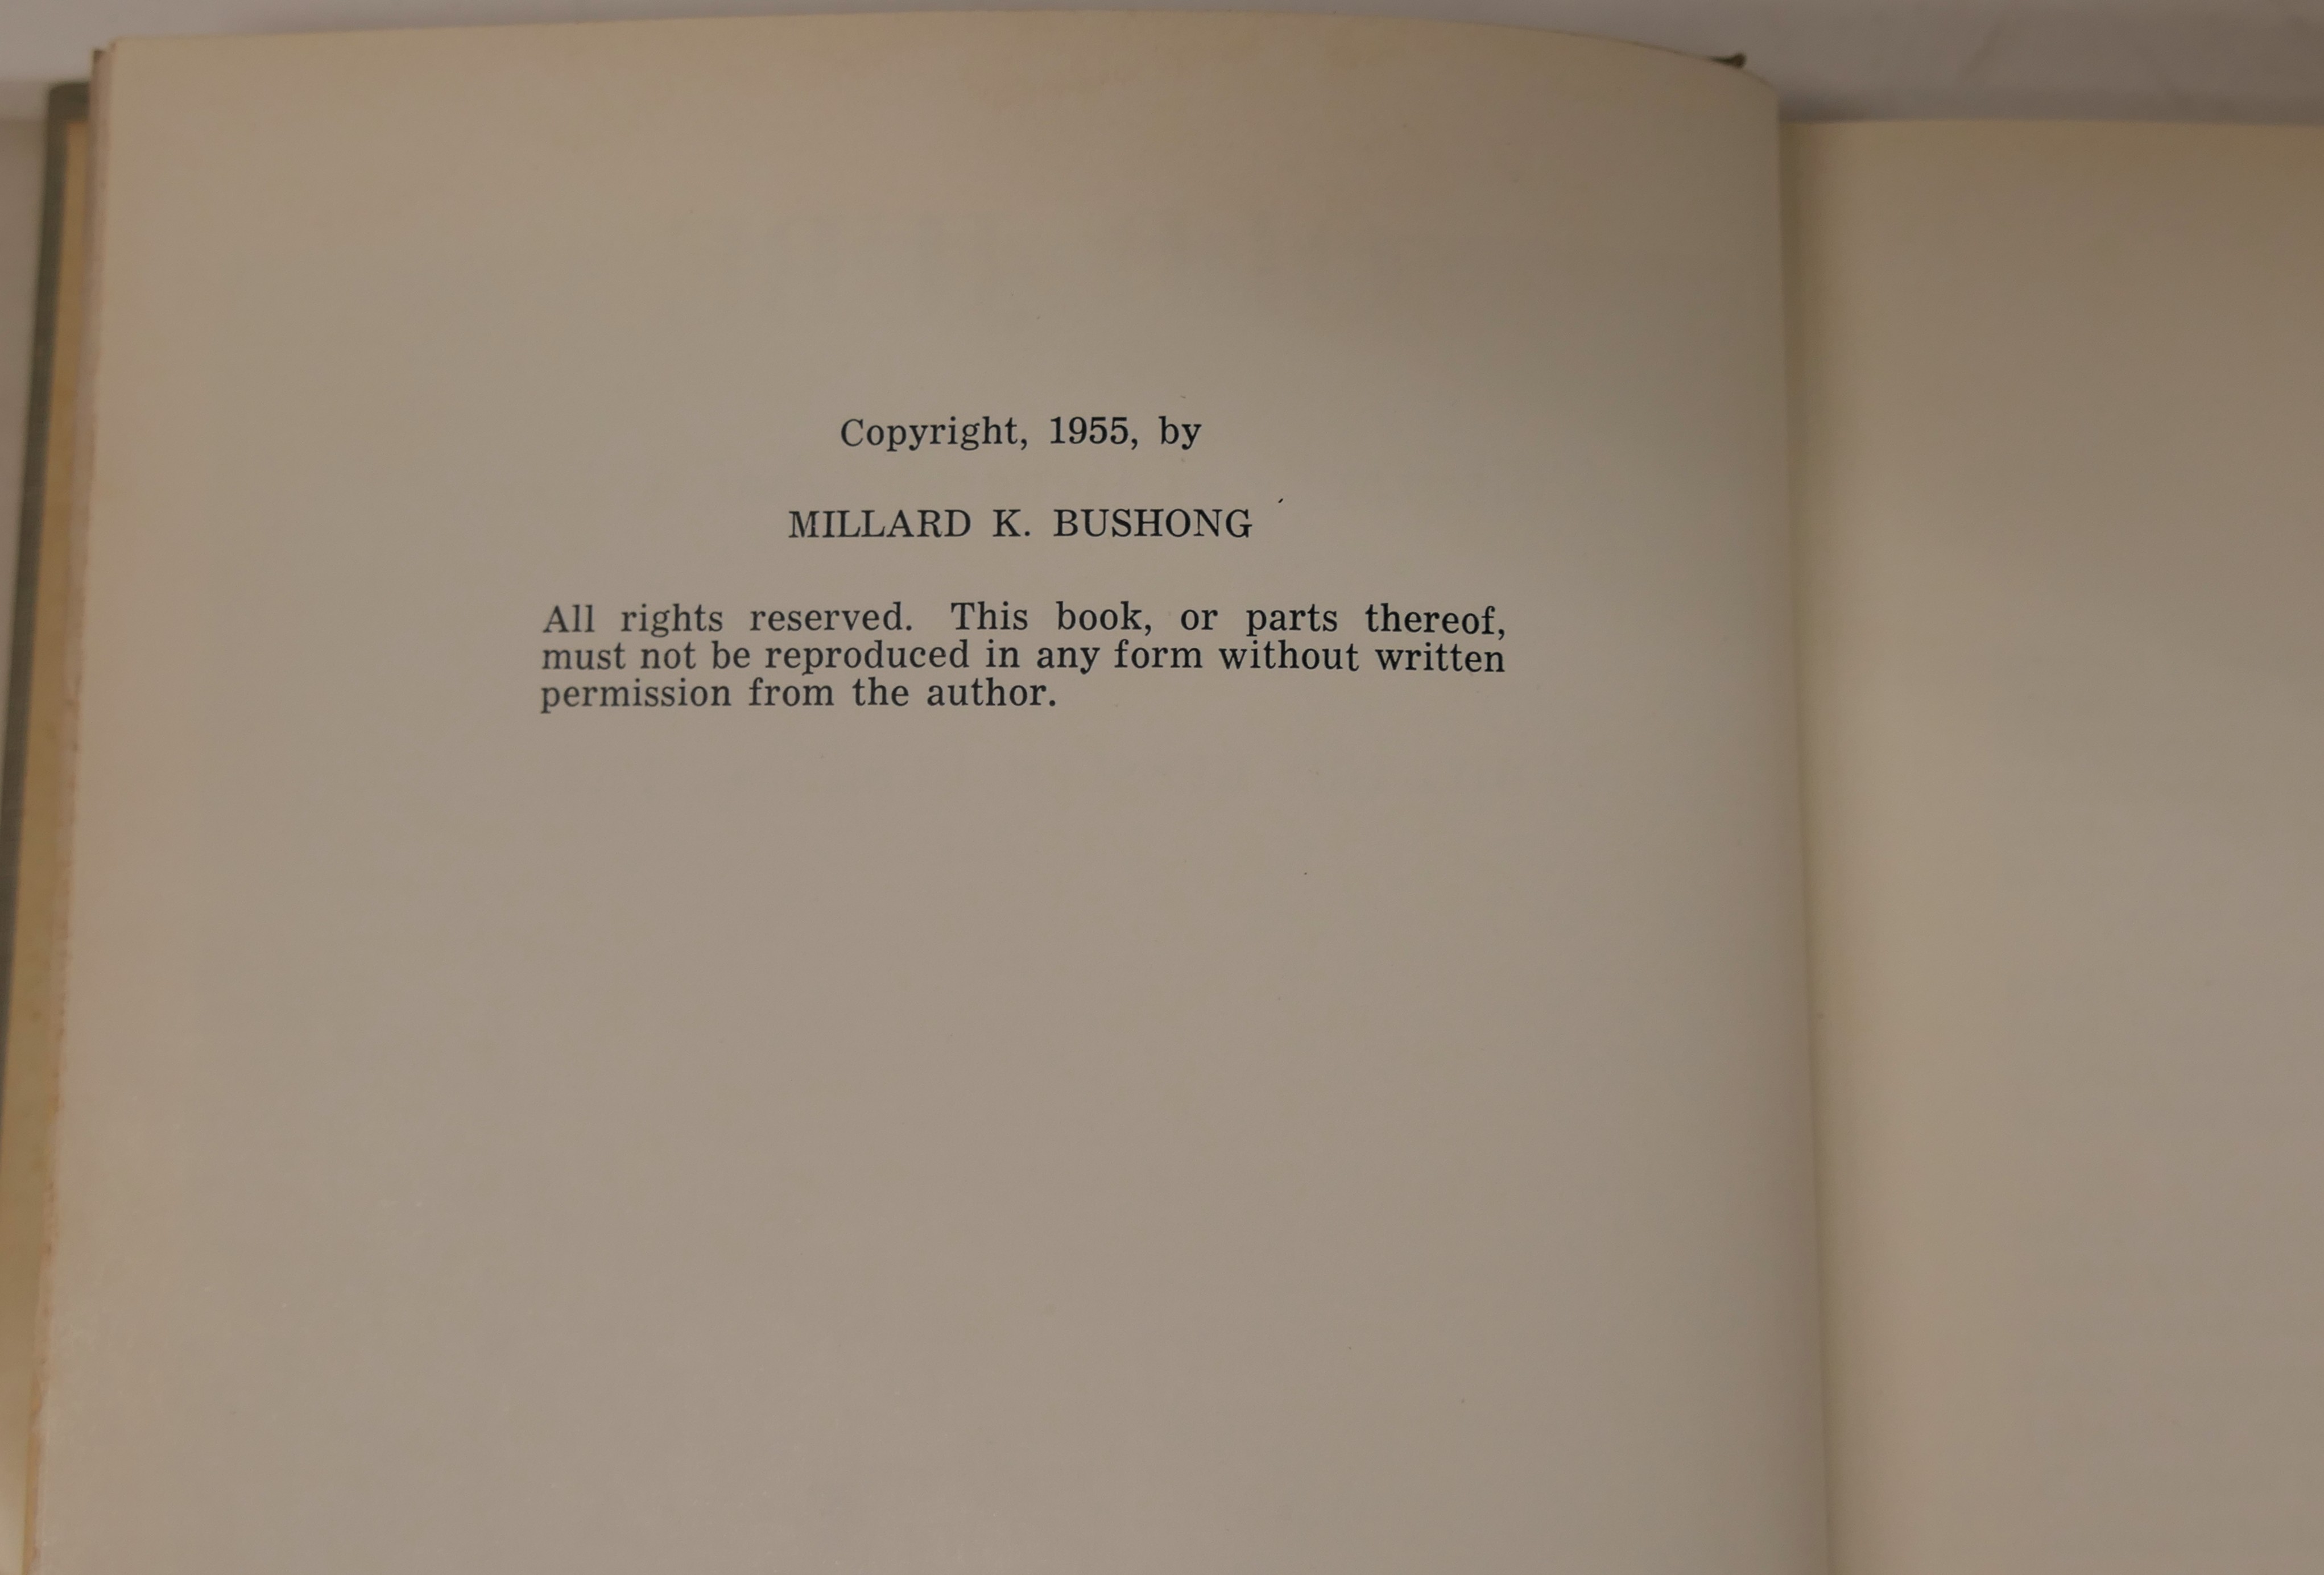 Copyright, 1955, by
MILLARD K. BUSHONG
All rights reserved. This book, or parts thereof,
must not be reproduced in any form without written
permission from the author.